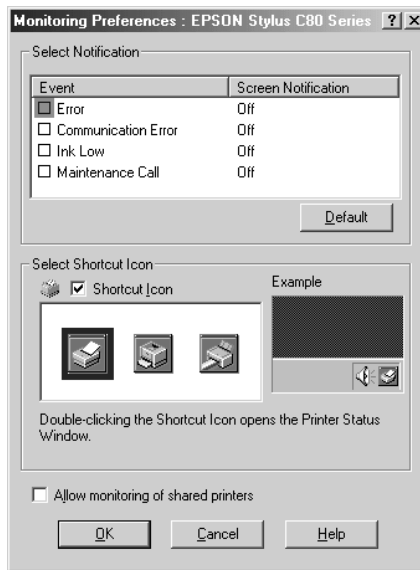 Monitoring Preferences : EPSON Stylus C80 Series
Select Notification
Event Screen Notification
Error Off
Communication Error Off
Ink Low Off
Maintenance Call Off
Default
Select Shortcut Icon
Shortcut Icon
Example
Double-clicking the Shortcut Icon opens the Printer Status
Window.
Allow monitoring of shared printers
OK Cancel Help